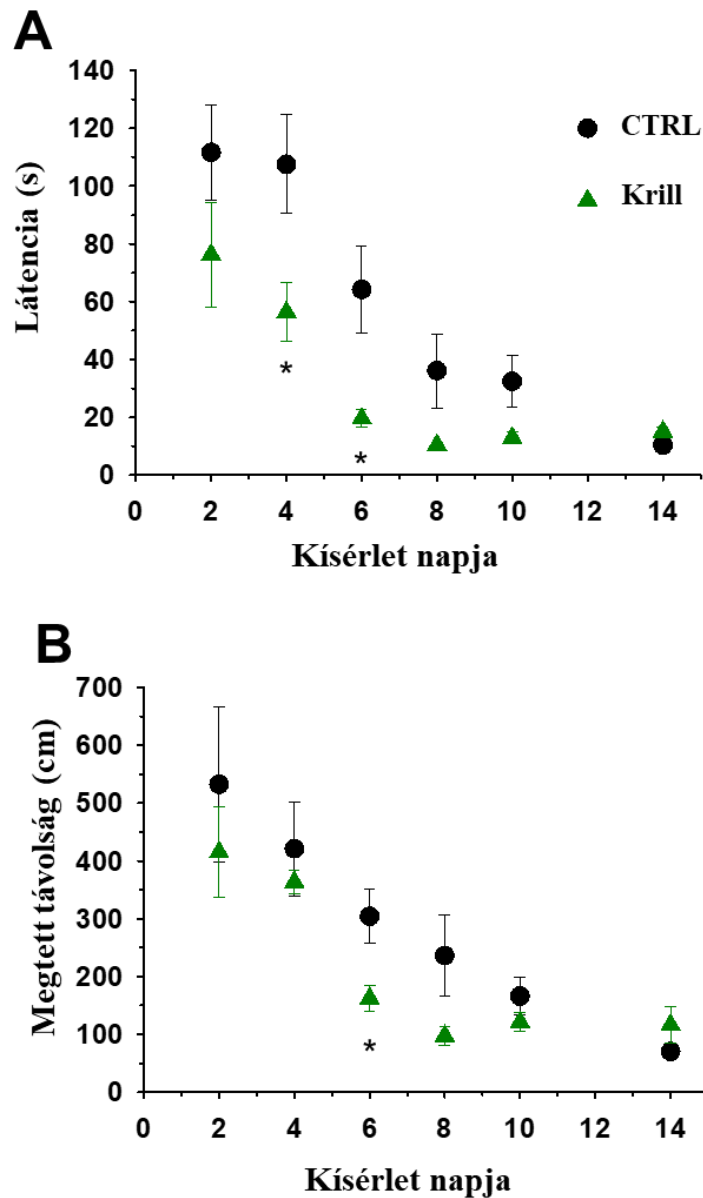 A
140
120
100
80
60
40
20
0
Látencia (s)
CTRL
Krill
*
*
0 2 4 6 8 10 12 14
Kísérlet napja
B
700
600
500
400
300
200
100
0
Megtett távolság (cm)
*
0 2 4 6 8 10 12 14
Kísérlet napja